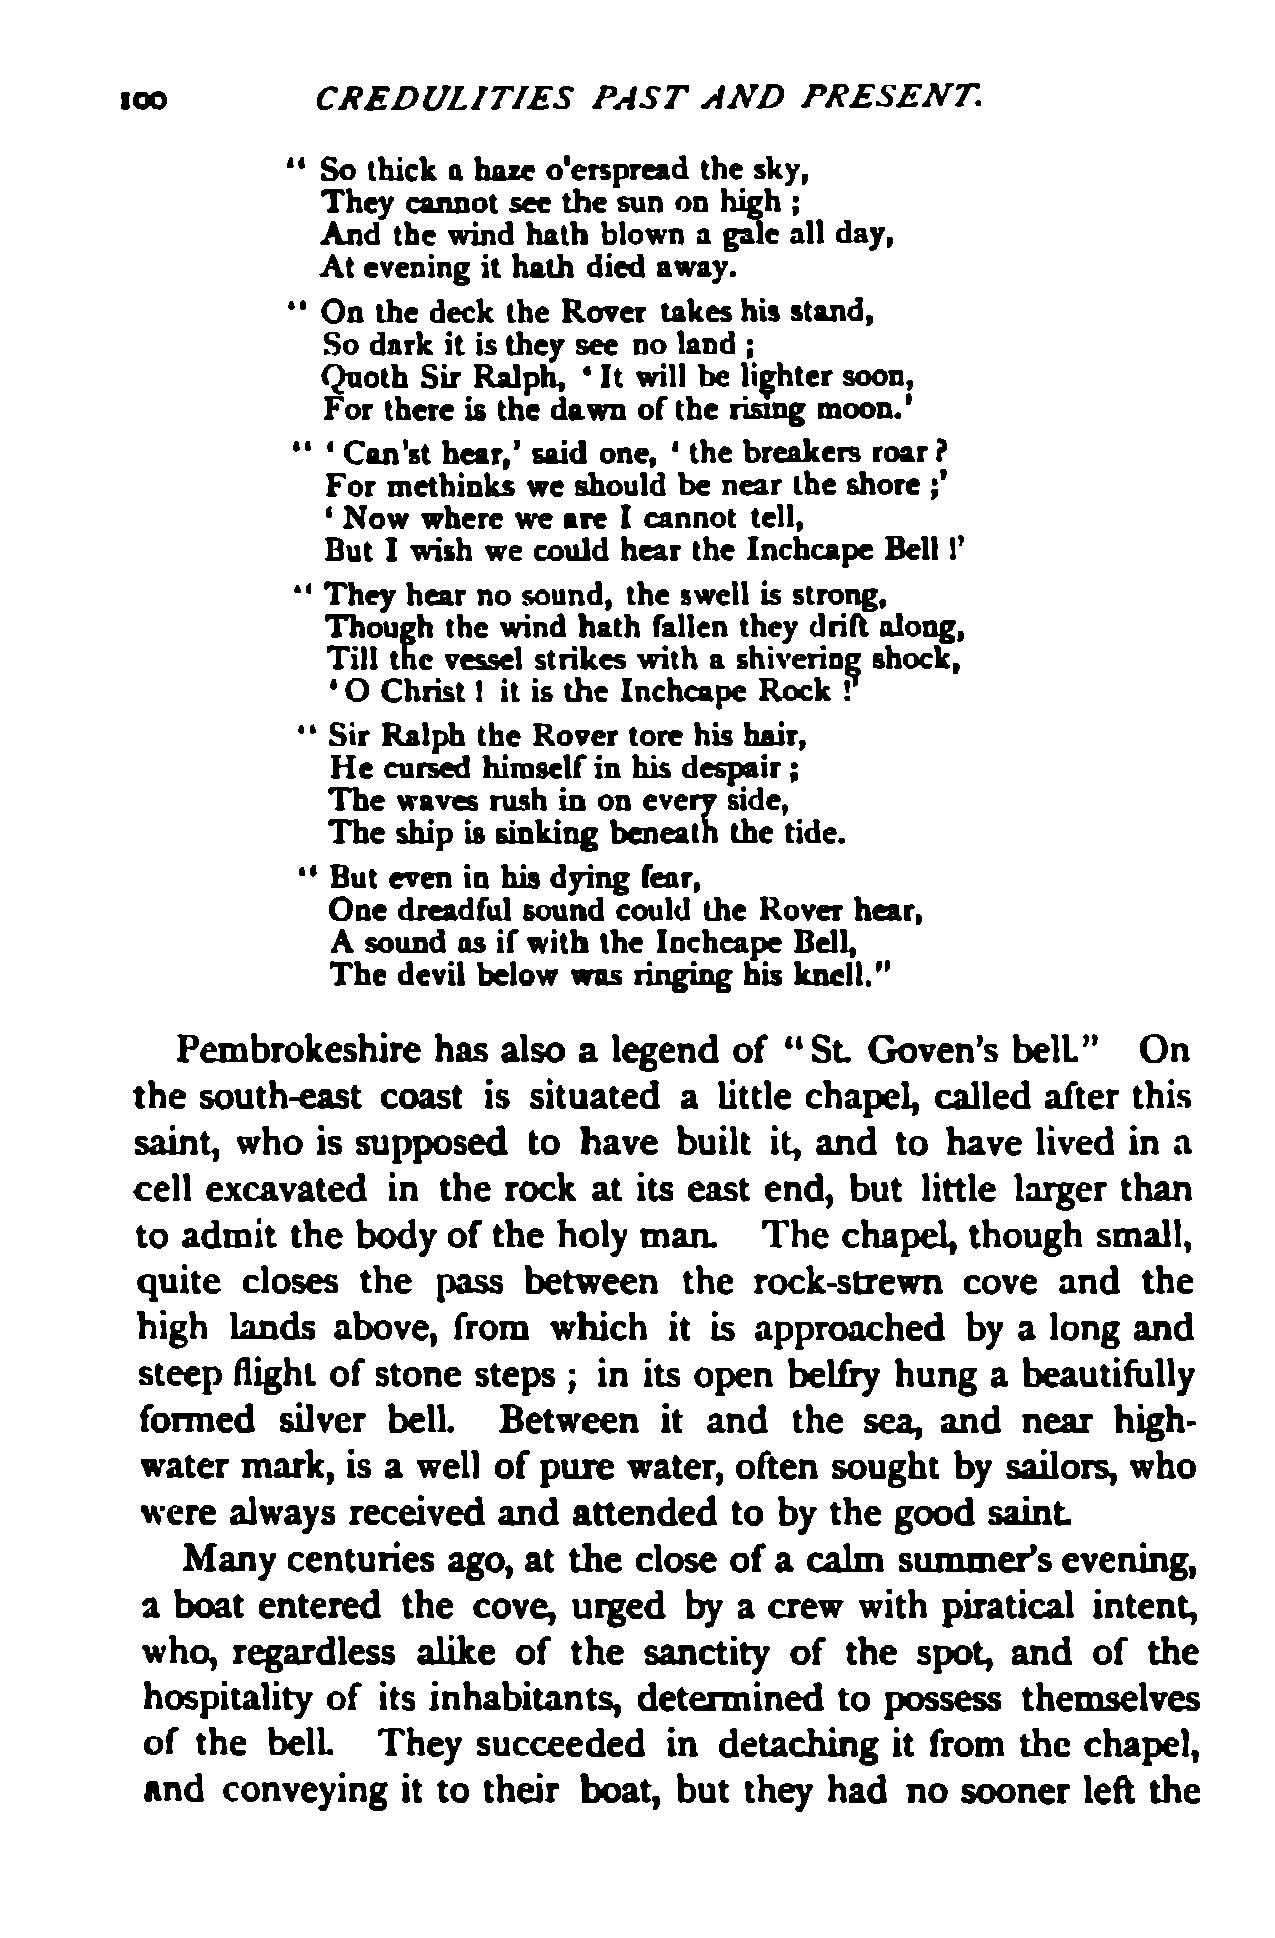 100 CREDULITIES PAST AND PRESENT.
" So thick a haze o'erspread the sky,
They cannot see the sun on high ;
And the wind hath blown a gale all day,
At evening it hath died away.
" On the deck the Rover takes his stand,
So dark it is they see no land ;
Quoth Sir Ralph, ' It will be lighter soon,
For there is the dawn of the rising moon.'
" ' Can'st hear,' said one, ' the breakers roar ?
For methinks we should be near the shore ;'
' Now where we are I cannot tell,
But I wish we could hear the Inchcape Bell !'
" They hear no sound, the swell is strong,
Though the wind hath fallen they drift along,
Till the vessel strikes with a shivering shock,
' O Christ ! it is the Inchcape Rock !'
" Sir Ralph the Rover tore his hair,
He cursed himself in his despair ;
The waves rush in on every side,
The ship is sinking beneath the tide.
" But even in his dying fear,
One dreadful sound could the Rover hear,
A sound as if with the Inchcape Bell,
The devil below was ringing his knell."
Pembrokeshire has also a legend of " St. Goven's bell." On
the south-east coast is situated a little chapel, called after this
saint, who is supposed to have built it, and to have lived in a
cell excavated in the rock at its east end, but little larger than
to admit the body of the holy man. The chapel, though small,
quite closes the pass between the rock-strewn cove and the
high lands above, from which it is approached by a long and
steep flight of stone steps ; in its open belfry hung a beautifully
formed silver bell. Between it and the sea, and near high-
water mark, is a well of pure water, often sought by sailors, who
were always received and attended to by the good saint.
Many centuries ago, at the close of a calm summer's evening,
a boat entered the cove, urged by a crew with piratical intent,
who, regardless alike of the sanctity of the spot, and of the
hospitality of its inhabitants, determined to possess themselves
of the bell. They succeeded in detaching it from the chapel,
and conveying it to their boat, but they had no sooner left the